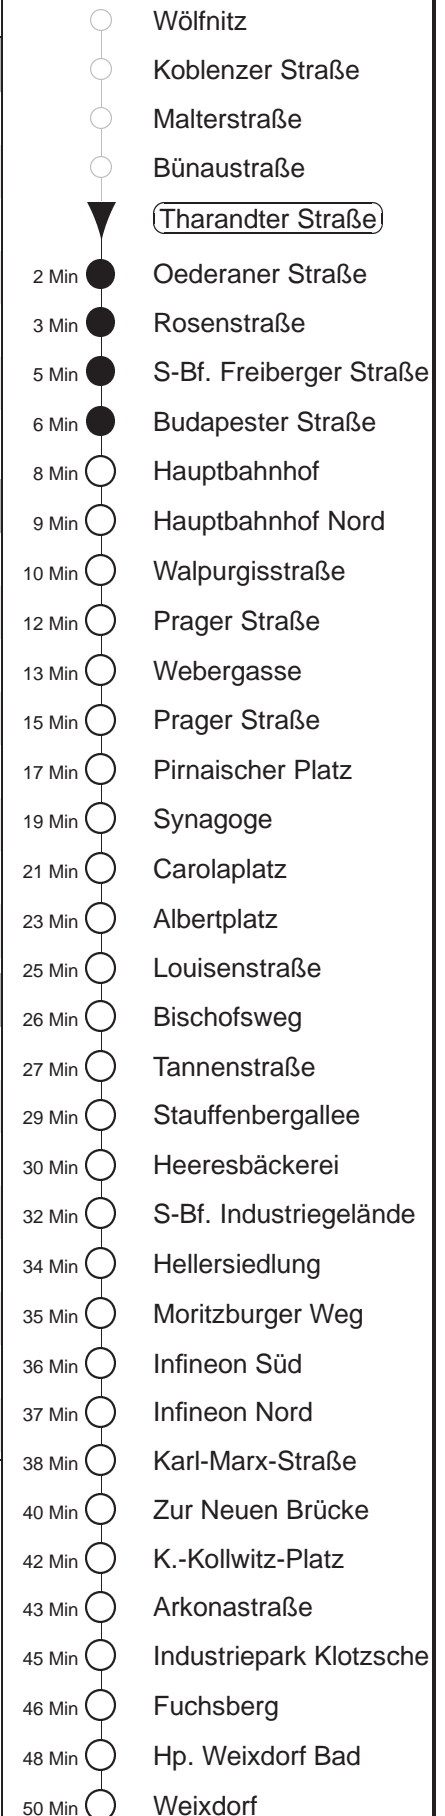 Wölfnitz
Koblenzer Straße
Malterstraße
Bünaustraße
Tharandter Straße
2 Min Oederaner Straße
3 Min Rosenstraße
5 Min S-Bf. Freiberger Straße
6 Min Budapester Straße
8 Min Hauptbahnhof
9 Min Hauptbahnhof Nord
10 Min Walpurgisstraße
12 Min Prager Straße
13 Min Webergasse
15 Min Prager Straße
17 Min Pirnaischer Platz
19 Min Synagoge
21 Min Carolaplatz
23 Min Albertplatz
25 Min Louisenstraße
26 Min Bischofsweg
27 Min Tannenstraße
29 Min Stauffenbergallee
30 Min Heeresbäckerei
32 Min S-Bf. Industriegelände
34 Min Hellersiedlung
35 Min Moritzburger Weg
36 Min Infineon Süd
37 Min Infineon Nord
38 Min Karl-Marx-Straße
40 Min Zur Neuen Brücke
42 Min K.-Kollwitz-Platz
43 Min Arkonastraße
45 Min Industriepark Klotzsche
46 Min Fuchsberg
48 Min Hp. Weixdorf Bad
50 Min Weixdorf